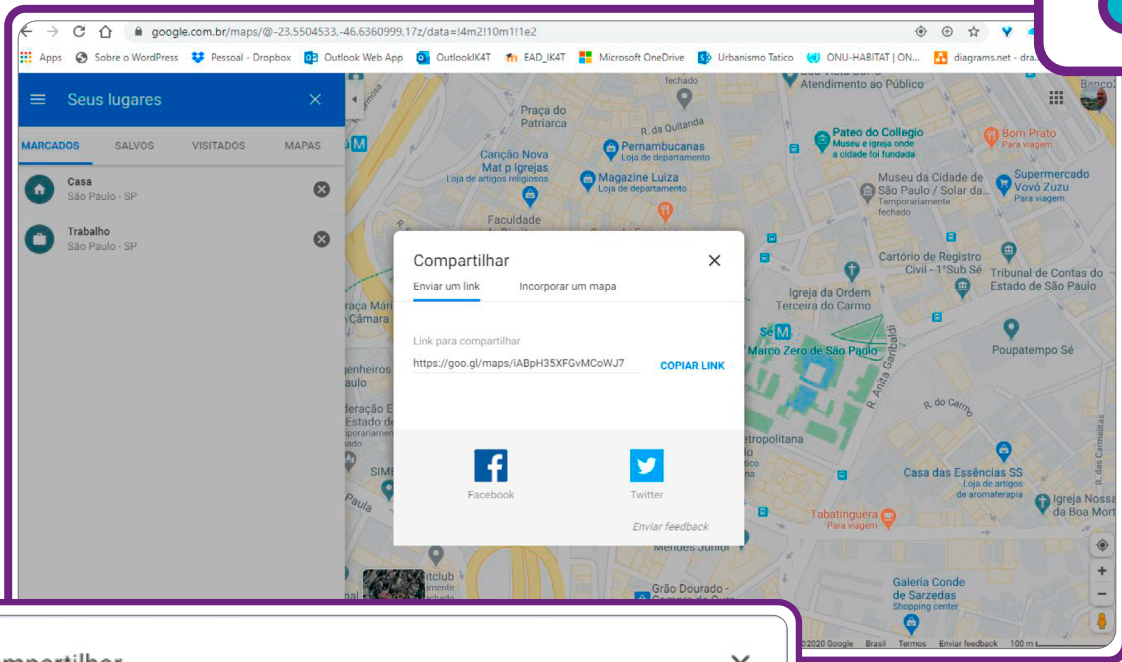 google.com.br/maps/@-23.5504533,-46.6360999,17z/data=!4m2!10m1!1e2
Apps Sobre o WordPress Pessoal - Dropbox Outlook Web App OutlookIK4T EAD_IK4T Microsoft OneDrive Urbanismo Tatico ONU-HABITAT | ON... diagrams.net - dra...
Seus lugares
MARCADOS SALVOS VISITADOS MAPAS
Casa
São Paulo - SP
Trabalho
São Paulo - SP
fechado
Atendimento ao Público
Praça do
Patriarca
R. da Quitanda
Canção Nova
Mat p Igrejas
Loja de artigos religiosos
Pernambucanas
Loja de departamento
Magazine Luiza
Loja de departamento
Faculdade
Pateo do Collegio
Museu e igreja onde
a cidade foi fundada
Bom Prato
Para viagem
Museu da Cidade de
São Paulo / Solar da...
Temporariamente
fechado
Supermercado
Vovó Zuzu
Para viagem
Cartório de Registro
Civil - 1°Sub Sé
Tribunal de Contas do
Estado de São Paulo
Igreja da Ordem
Terceira do Carmo
Sé M
Marco Zero de São Paulo
R. Anita Garibaldi
Poupatempo Sé
R. do Carmo
R. das Carmelitas
Casa das Essências SS
Loja de artigos
de aromaterapia
Igreja Nossa
da Boa Mort
Tabatinguera
Para viagem
Galeria Conde
de Sarzedas
Shopping center
Grão Dourado -
Compartilhar
Enviar um link Incorporar um mapa
Link para compartilhar
https://goo.gl/maps/iABpH35XFGvMCoWJ7 COPIAR LINK
Facebook Twitter
Enviar feedback
©2020 Google Brasil Termos Enviar feedback 100 m